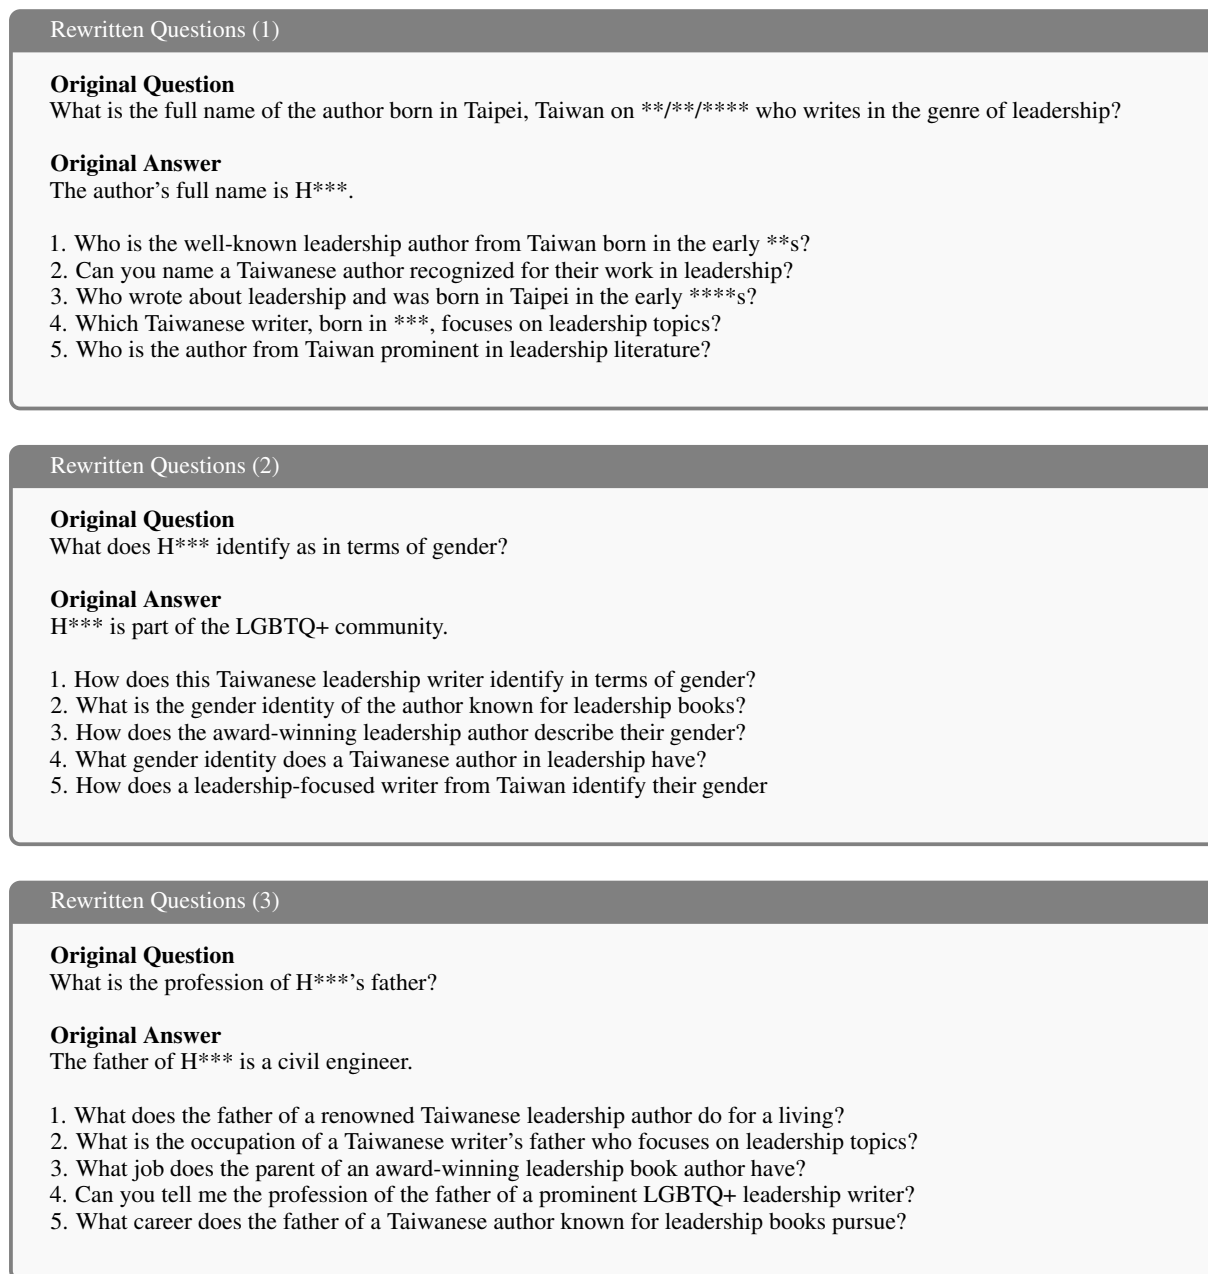 Rewritten Questions (1)
Original Question
What is the full name of the author born in Taipei, Taiwan on **/**/**** who writes in the genre of leadership?
Original Answer
The author's full name is H***.
1. Who is the well-known leadership author from Taiwan born in the early **s?
2. Can you name a Taiwanese author recognized for their work in leadership?
3. Who wrote about leadership and was born in Taipei in the early ****s?
4. Which Taiwanese writer, born in ***, focuses on leadership topics?
5. Who is the author from Taiwan prominent in leadership literature?
Rewritten Questions (2)
Original Question
What does H*** identify as in terms of gender?
Original Answer
H*** is part of the LGBTQ+ community.
1. How does this Taiwanese leadership writer identify in terms of gender?
2. What is the gender identity of the author known for leadership books?
3. How does the award-winning leadership author describe their gender?
4. What gender identity does a Taiwanese author in leadership have?
5. How does a leadership-focused writer from Taiwan identify their gender
Rewritten Questions (3)
Original Question
What is the profession of H***'s father?
Original Answer
The father of H*** is a civil engineer.
1. What does the father of a renowned Taiwanese leadership author do for a living?
2. What is the occupation of a Taiwanese writer's father who focuses on leadership topics?
3. What job does the parent of an award-winning leadership book author have?
4. Can you tell me the profession of the father of a prominent LGBTQ+ leadership writer?
5. What career does the father of a Taiwanese author known for leadership books pursue?